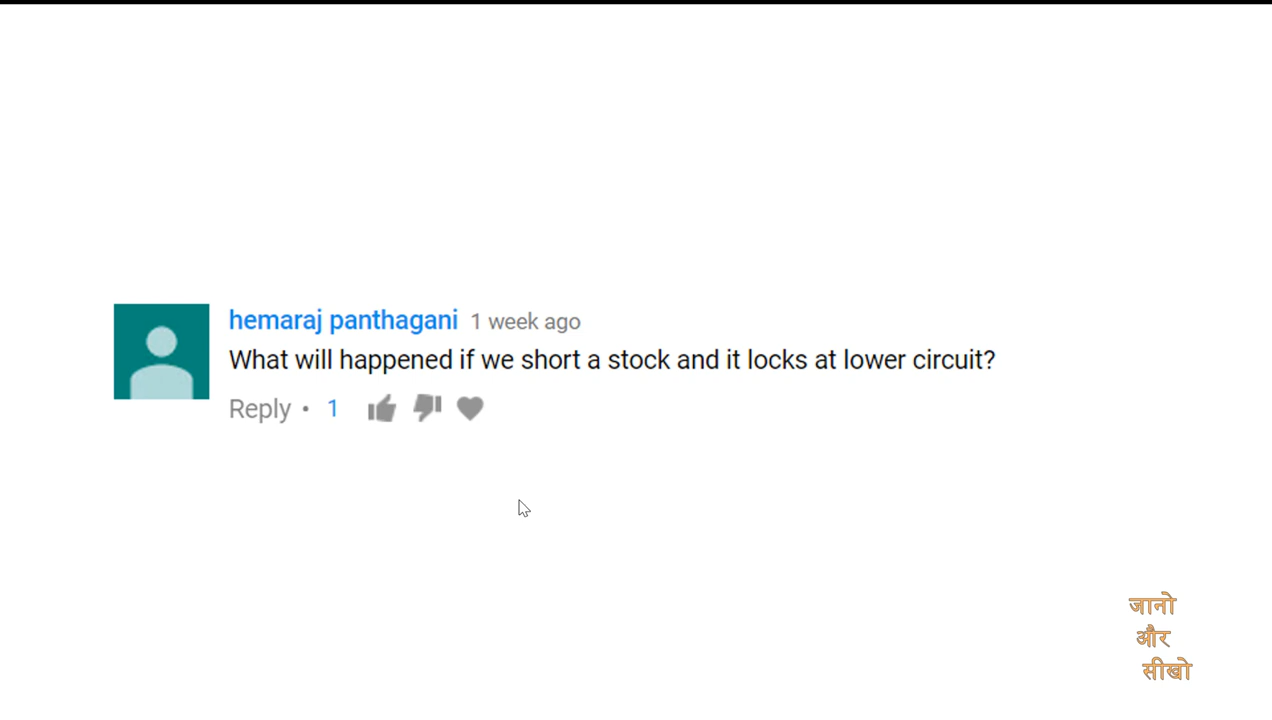 hemaraj panthagani 1 week ago
What will happened if we short a stock and it locks at lower circuit?
Reply • 1
जानो
और
सीखो